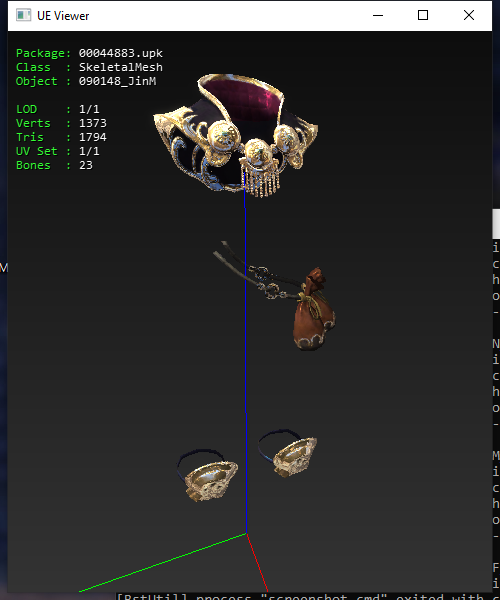 UE Viewer
Package: 00044883.upk
Class : SkeletalMesh
Object : 090148_JinM
LOD : 1/1
Verts : 1373
Tris : 1794
UV Set : 1/1
Bones : 23
M
i
c
h
o
-
N
i
c
h
o
-
M
i
c
h
o
-
F
i
[BstUtil] process "screenshot.cmd" exited with c